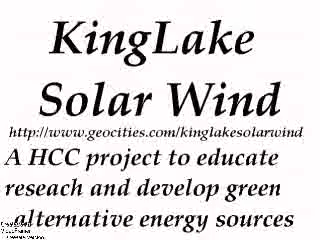 KingLake
Solar Wind
http://www.geocities.com/kinglakesolarwind
A HCC project to educate
reseach and develop green
alternative energy sources